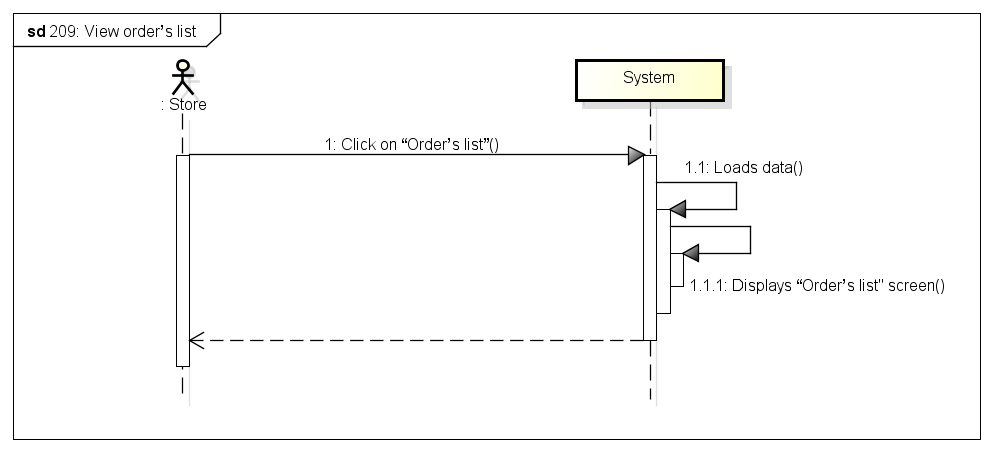 sd 209: View order’s list
: Store
System
1: Click on “Order’s list”()
1.1: Loads data()
1.1.1: Displays “Order’s list" screen()